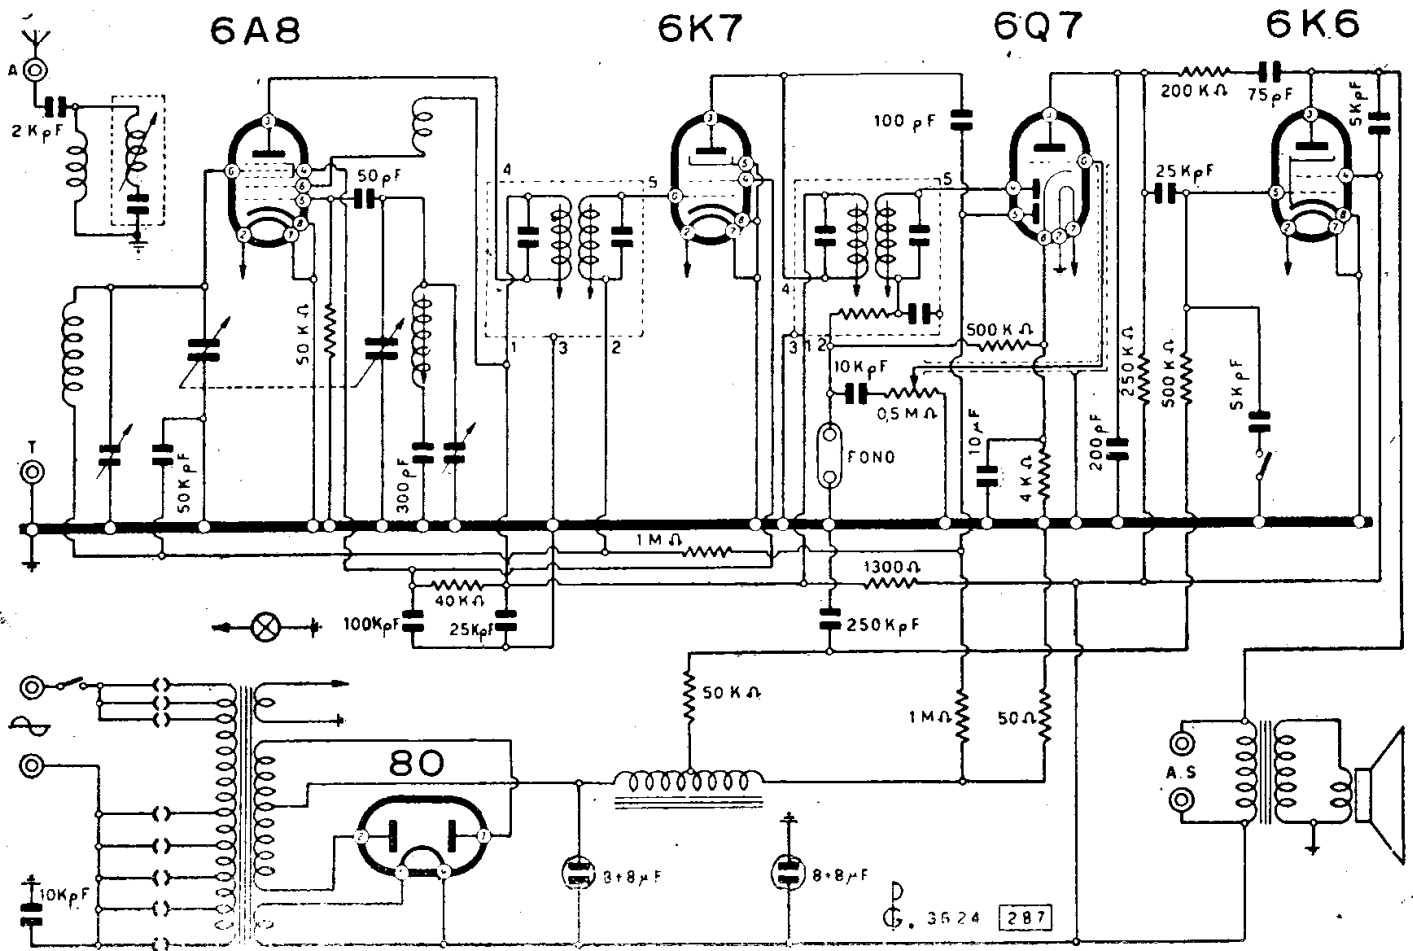 6A8
6K7
6Q7
6K6
A
2KpF
50pF
100pF
200KΩ
75pF
5KpF
25KpF
4
5
4
5
50KΩ
1
3
2
3
1
2
500KΩ
10KpF
0,5MΩ
250KΩ
500KΩ
5KpF
T
50KpF
300pF
FONO
10µF
4KΩ
200pF
1MΩ
1300Ω
40KΩ
100KpF
25KpF
250KpF
50KΩ
1MΩ
50Ω
80
A.S
8+8µF
8+8µF
10KpF
P
G. 3624 287